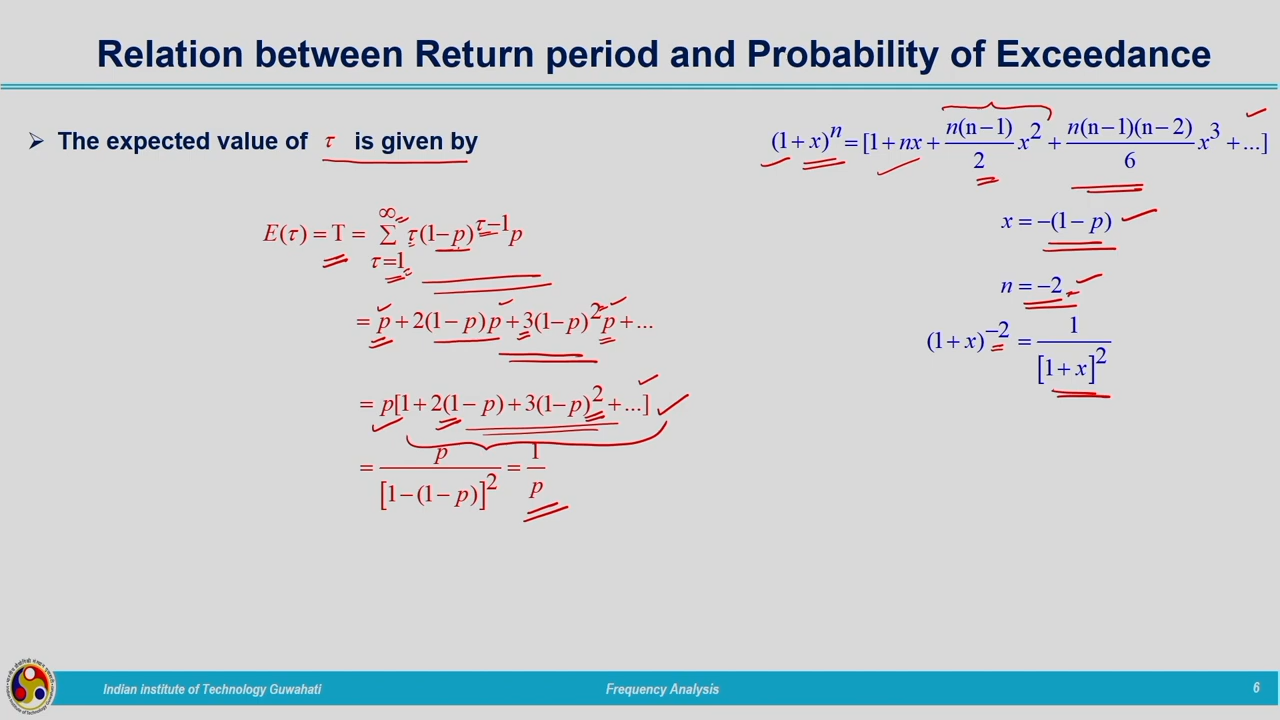 Relation between Return period and Probability of Exceedance
➢ The expected value of τ is given by
(1 + x)^n = [1 + nx + n(n−1)/2 x^2 + n(n−1)(n−2)/6 x^3 + ...]
E(τ) = T = ∑_{τ=1}^{∞} τ(1−p)^{τ−1} p
x = −(1 − p)
n = −2
= p + 2(1 − p)p + 3(1−p)^2 p + ...
(1 + x)^{−2} = 1/[1 + x]^2
= p[1 + 2(1 − p) + 3(1−p)^2 + ...]
= p/[1−(1− p)]^2 = 1/p
Indian institute of Technology Guwahati
Frequency Analysis
6